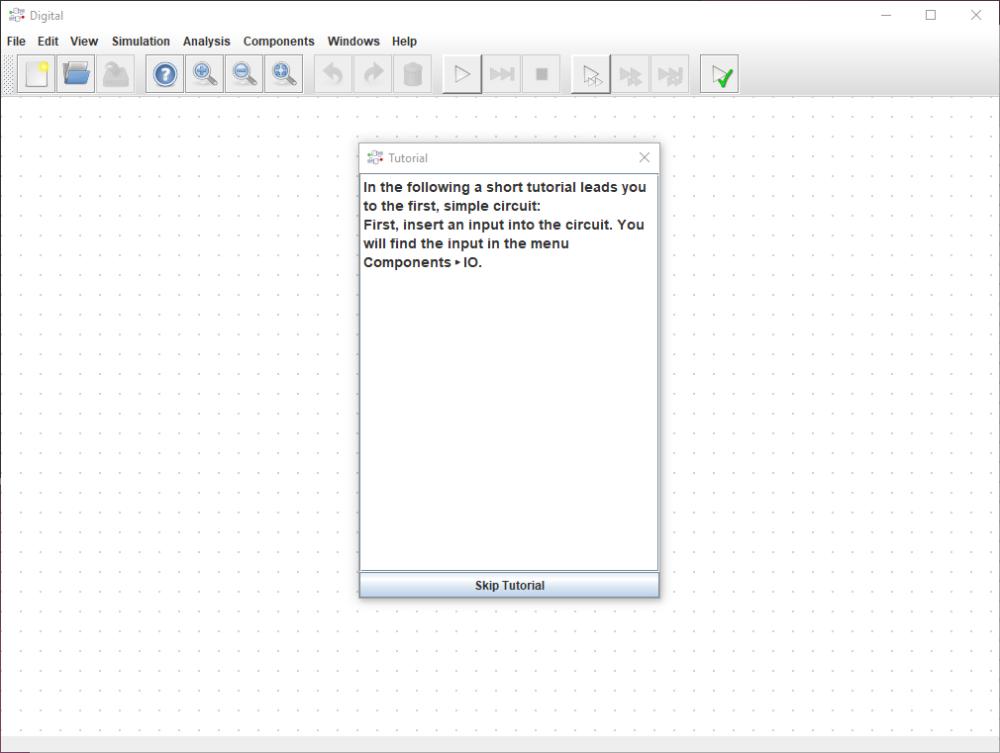 Digital
File Edit View Simulation Analysis Components Windows Help
Tutorial
In the following a short tutorial leads you
to the first, simple circuit:
First, insert an input into the circuit. You
will find the input in the menu
Components ▸ IO.
Skip Tutorial